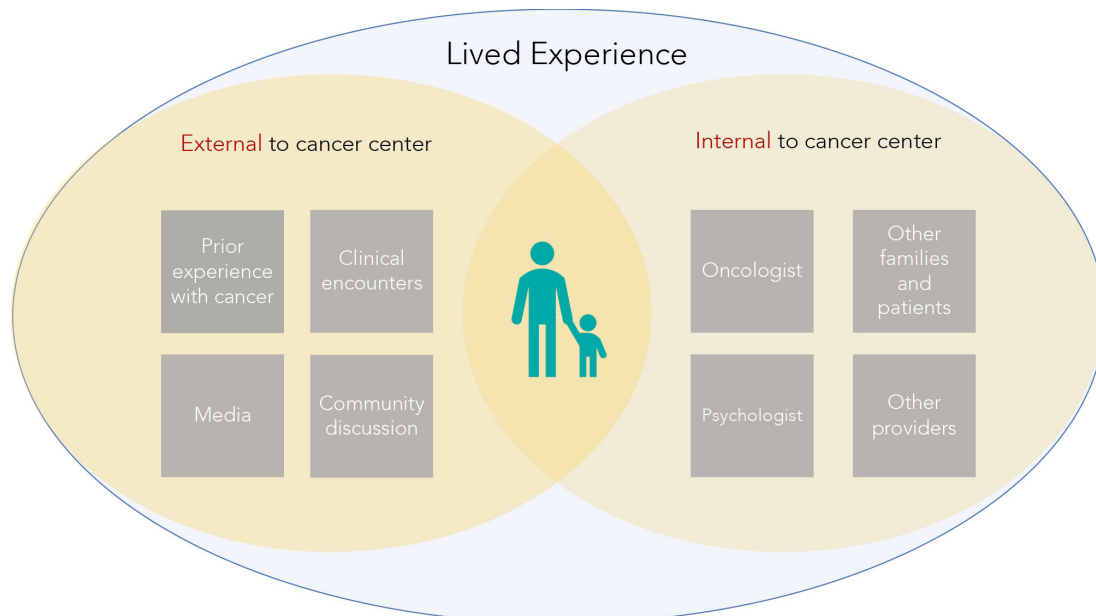 Lived Experience
External to cancer center
Prior
experience
with cancer
Clinical
encounters
Media
Community
discussion
Internal to cancer center
Oncologist
Other
families
and
patients
Psychologist
Other
providers